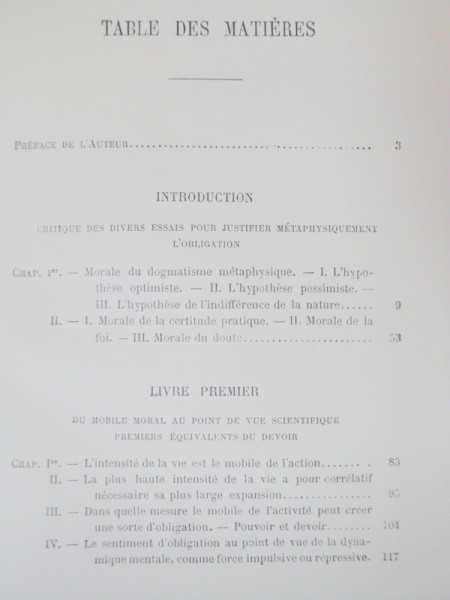 TABLE DES MATIÈRES
PRÉFACE DE L'AUTEUR 3
INTRODUCTION
CRITIQUE DES DIVERS ESSAIS POUR JUSTIFIER MÉTAPHYSIQUEMENT
L'OBLIGATION
CHAP. Ier. — Morale du dogmatisme métaphysique. — I. L'hypo-
thèse optimiste. — II. L'hypothèse pessimiste. —
III. L'hypothèse de l'indifférence de la nature...... 9
II. — I. Morale de la certitude pratique. — II. Morale de la
foi. — III. Morale du doute...................... 53
LIVRE PREMIER
DU MOBILE MORAL AU POINT DE VUE SCIENTIFIQUE
PREMIERS ÉQUIVALENTS DU DEVOIR
CHAP. Ier. — L'intensité de la vie est le mobile de l'action........ 85
II. — La plus haute intensité de la vie a pour corrélatif
nécessaire sa plus large expansion................ 95
III. — Dans quelle mesure le mobile de l'activité peut créer
une sorte d'obligation. — Pouvoir et devoir........ 104
IV. — Le sentiment d'obligation au point de vue de la dyna-
mique mentale, comme force impulsive ou répressive. 117